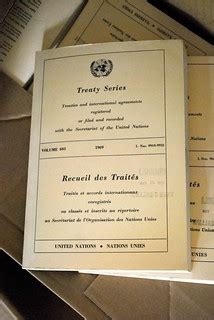 Treaty Series
Treaties and international agreements
registered
or filed and recorded
with the Secretariat of the United Nations
VOLUME 1969
Recueil des Traités
Traités et accords internationaux
enregistrés
ou classés et inscrits au répertoire
au Secrétariat de l'Organisation des Nations Unies
UNITED NATIONS • NATIONS UNIES